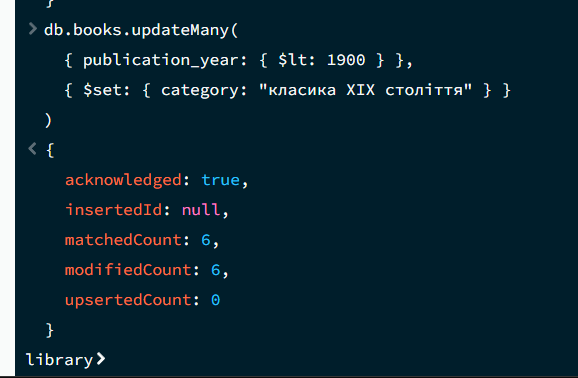 }
> db.books.updateMany(
{ publication_year: { $lt: 1900 } },
{ $set: { category: "класика XIX століття" } }
)
< {
acknowledged: true,
insertedId: null,
matchedCount: 6,
modifiedCount: 6,
upsertedCount: 0
}
library>